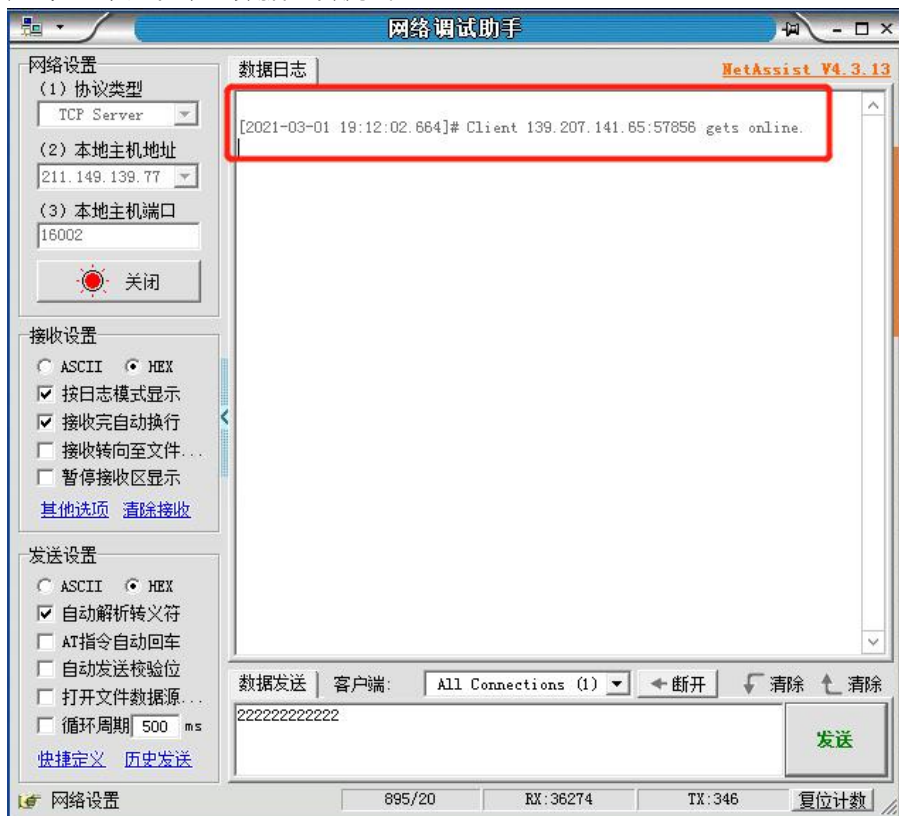 网络调试助手
网络设置
(1) 协议类型
TCP Server
(2) 本地主机地址
211.149.139.77
(3) 本地主机端口
16002
关闭
接收设置
ASCII HEX
按日志模式显示
接收完自动换行
接收转向至文件...
暂停接收区显示
其他选项 清除接收
发送设置
ASCII HEX
自动解析转义符
AT指令自动回车
自动发送校验位
打开文件数据源...
循环周期 500 ms
快捷定义 历史发送
数据日志 NetAssist V4.3.13
[2021-03-01 19:12:02.664]# Client 139.207.141.65:57856 gets online.
数据发送 客户端: All Connections (1) 断开 清除 清除
222222222222
发送
网络设置 895/20 RX:36274 TX:346 复位计数